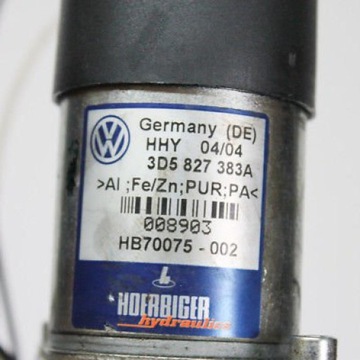 Germany (DE)
HHY 04/04
3D5 827 383A
>Al ;Fe/Zn;PUR;PA<
008903
HB70075-002
HOERBIGER
hydraulics